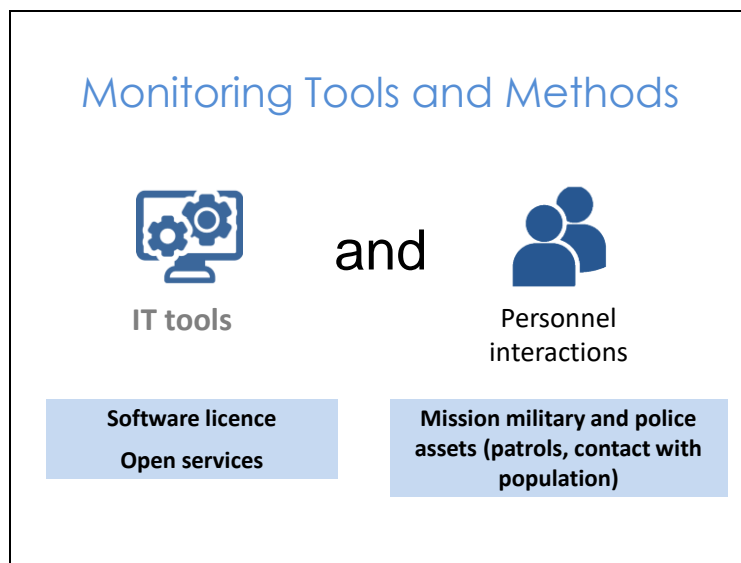 Monitoring Tools and Methods
and
IT tools
Personnel
interactions
Software licence
Open services
Mission military and police
assets (patrols, contact with
population)